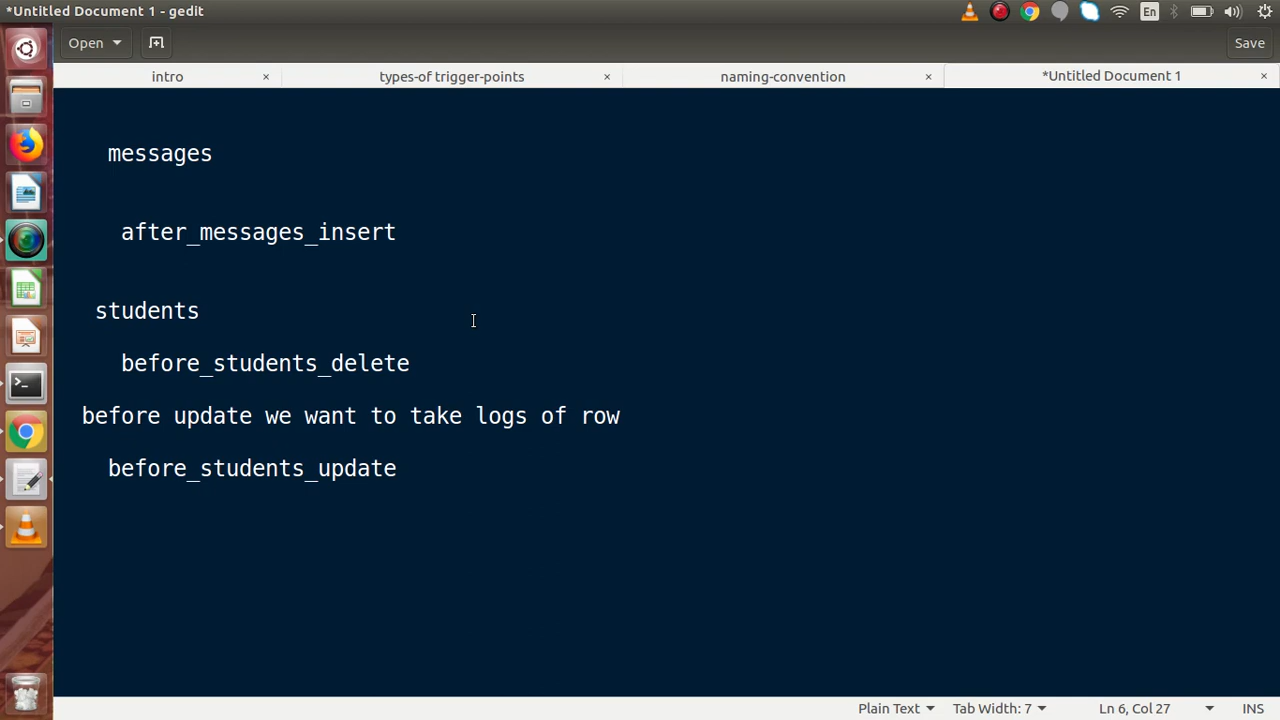 *Untitled Document 1 - gedit
En
Open
Save
intro × types-of trigger-points × naming-convention × *Untitled Document 1 ×
messages
after_messages_insert
students
before_students_delete
before update we want to take logs of row
before_students_update
Plain Text Tab Width: 7 Ln 6, Col 27 INS